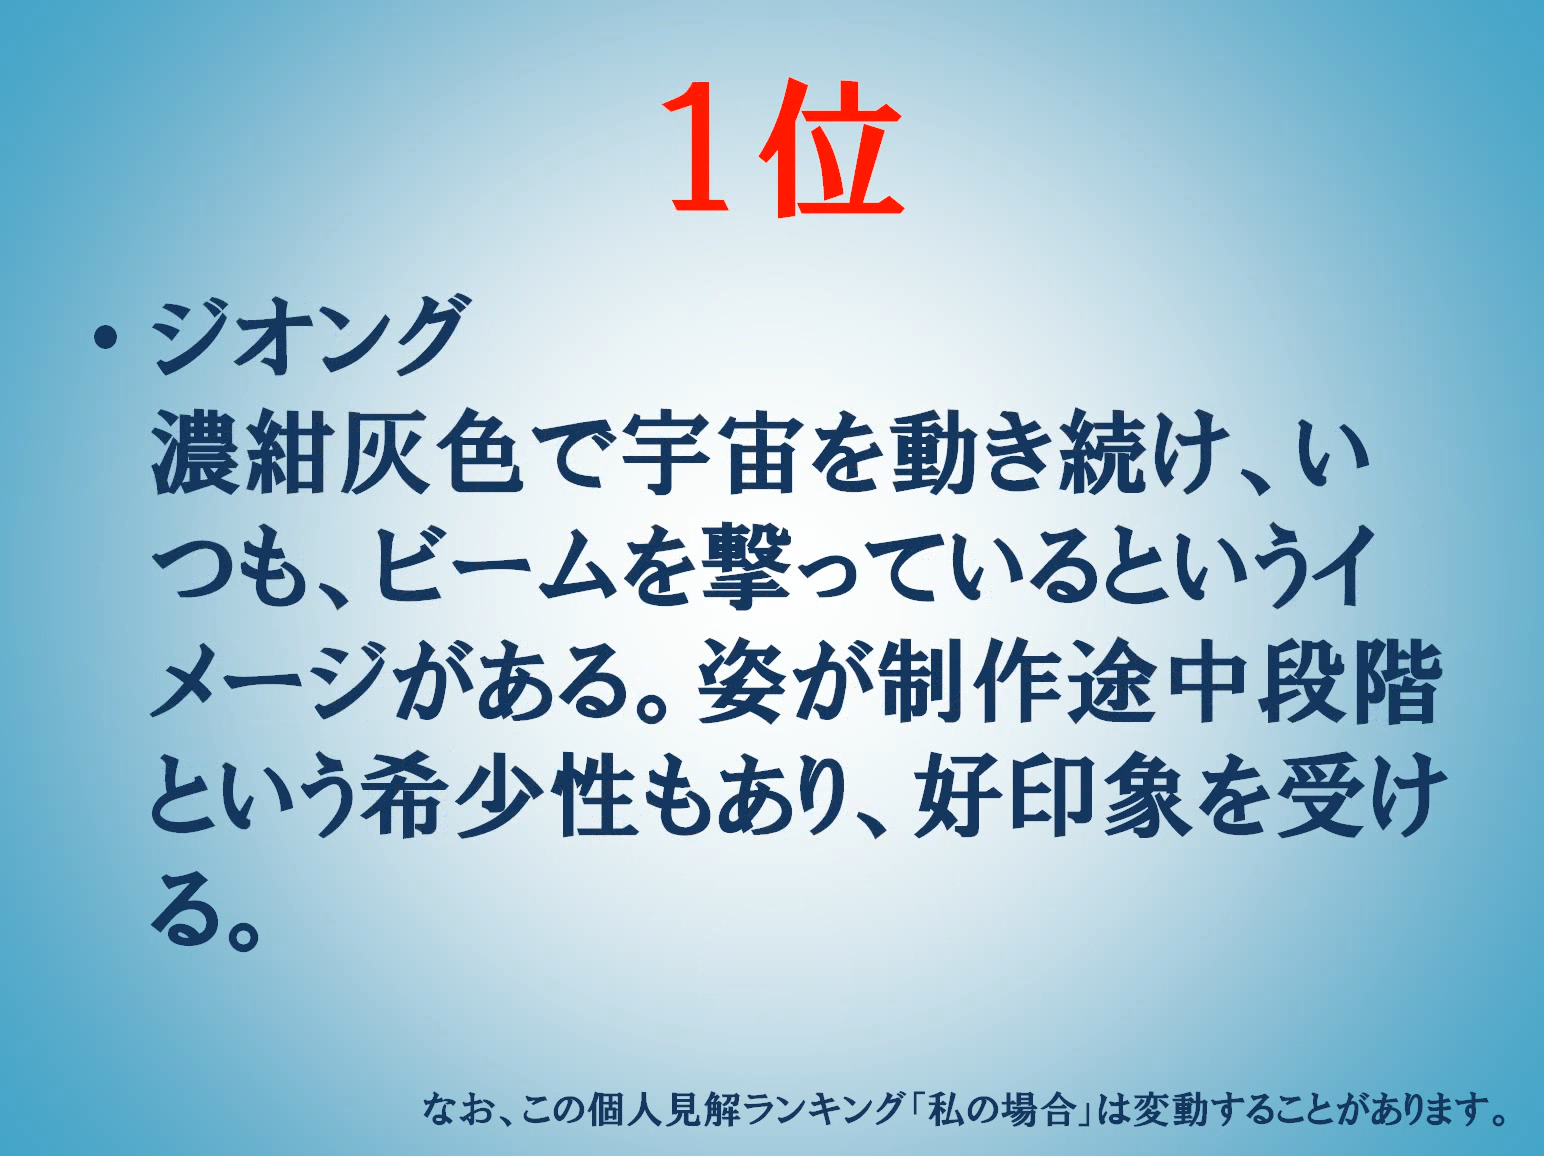 1位
• ジオング
濃紺灰色で宇宙を動き続け、い
つも、ビームを撃っているというイ
メージがある。姿が制作途中段階
という希少性もあり、好印象を受け
る。
なお、この個人見解ランキング「私の場合」は変動することがあります。